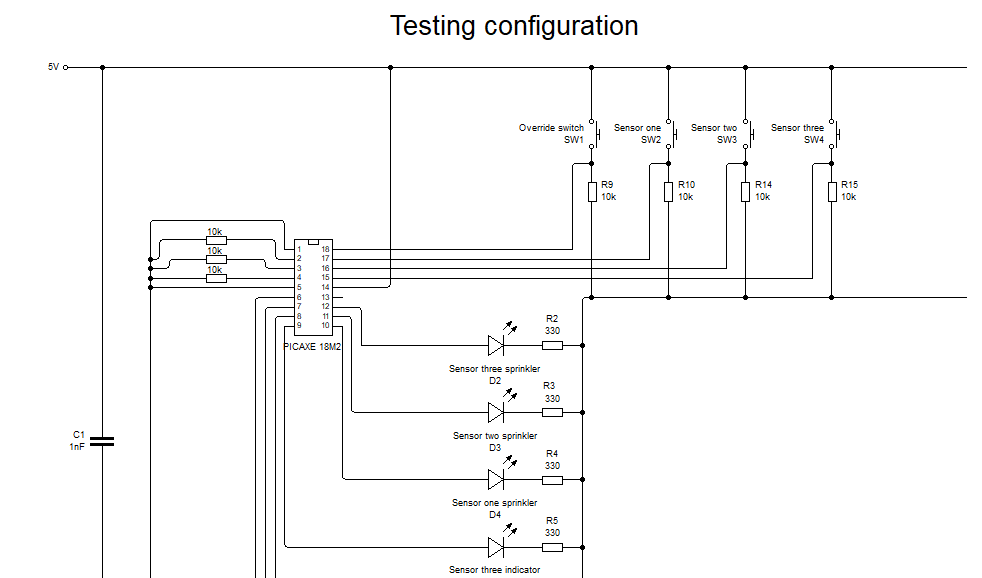 Testing configuration
5V
Override switch
SW1
Sensor one
SW2
Sensor two
SW3
Sensor three
SW4
R9
10k
R10
10k
R14
10k
R15
10k
10k
10k
10k
1 18
2 17
3 16
4 15
5 14
6 13
7 12
8 11
9 10
PICAXE 18M2
R2
330
Sensor three sprinkler
D2
R3
330
Sensor two sprinkler
D3
C1
1nF
R4
330
Sensor one sprinkler
D4
R5
330
Sensor three indicator